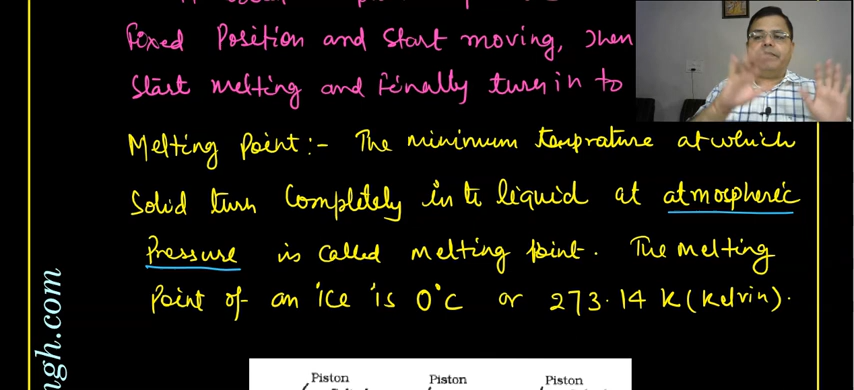 Fixed Position and start moving, then
start melting and finally turn in to
Melting Point :- The minimum temprature at which
Solid turn Completely in to liquid at atmospheric
Pressure is called melting point. The melting
Point of an ice is 0°C or 273.14 K (Kelvin).
Piston Piston Piston
ngh.com